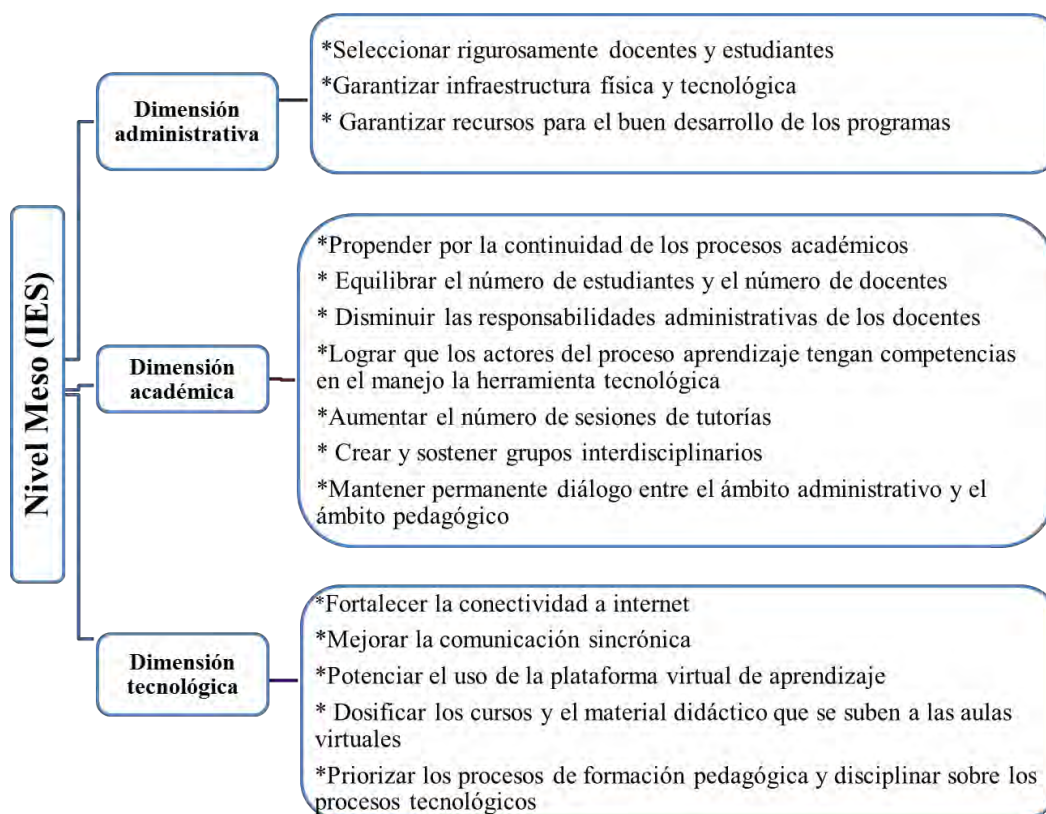 Nivel Meso (IES)
Dimensión
administrativa
*Seleccionar rigurosamente docentes y estudiantes
*Garantizar infraestructura física y tecnológica
* Garantizar recursos para el buen desarrollo de los programas
Dimensión
académica
*Propender por la continuidad de los procesos académicos
* Equilibrar el número de estudiantes y el número de docentes
* Disminuir las responsabilidades administrativas de los docentes
*Lograr que los actores del proceso aprendizaje tengan competencias
en el manejo la herramienta tecnológica
*Aumentar el número de sesiones de tutorías
* Crear y sostener grupos interdisciplinarios
*Mantener permanente diálogo entre el ámbito administrativo y el
ámbito pedagógico
Dimensión
tecnológica
*Fortalecer la conectividad a internet
*Mejorar la comunicación sincrónica
*Potenciar el uso de la plataforma virtual de aprendizaje
* Dosificar los cursos y el material didáctico que se suben a las aulas
virtuales
*Priorizar los procesos de formación pedagógica y disciplinar sobre los
procesos tecnológicos